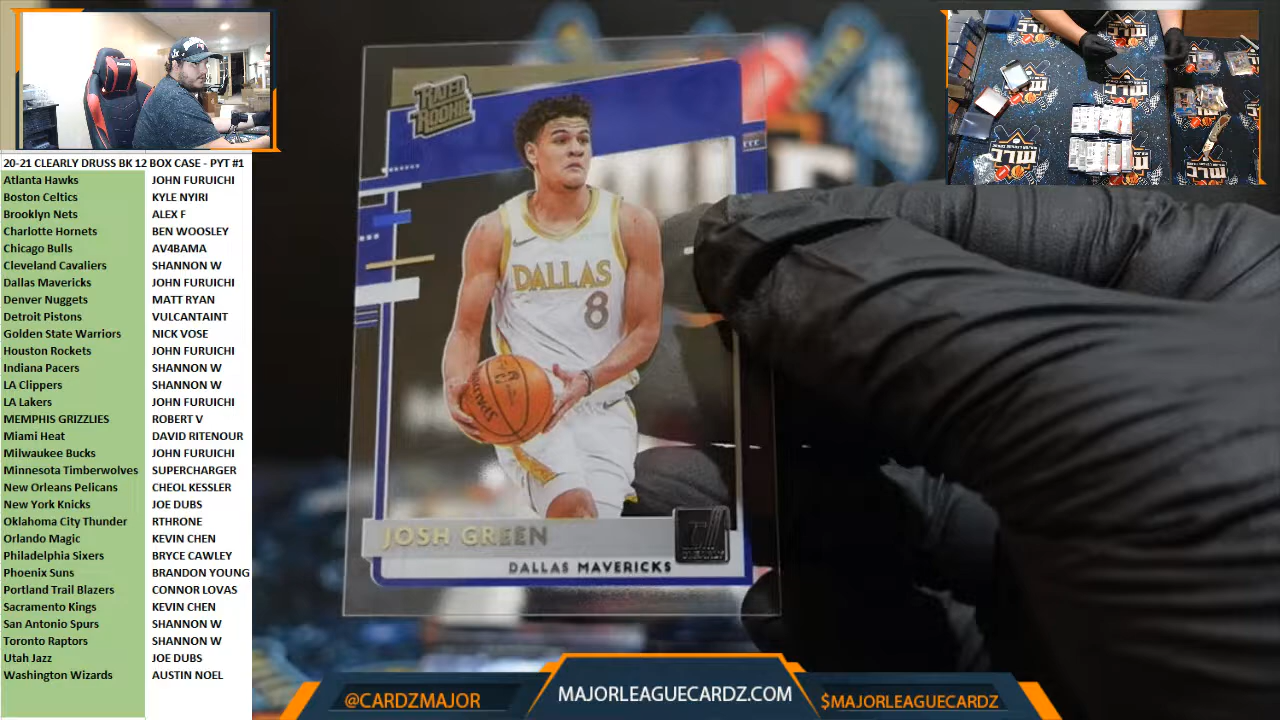 20-21 CLEARLY DRUSS BK 12 BOX CASE - PYT #1
Atlanta Hawks JOHN FURUICHI
Boston Celtics KYLE NYIRI
Brooklyn Nets ALEX F
Charlotte Hornets BEN WOOSLEY
Chicago Bulls AV4BAMA
Cleveland Cavaliers SHANNON W
Dallas Mavericks JOHN FURUICHI
Denver Nuggets MATT RYAN
Detroit Pistons VULCANTAINT
Golden State Warriors NICK VOSE
Houston Rockets JOHN FURUICHI
Indiana Pacers SHANNON W
LA Clippers SHANNON W
LA Lakers JOHN FURUICHI
MEMPHIS GRIZZLIES ROBERT V
Miami Heat DAVID RITENOUR
Milwaukee Bucks JOHN FURUICHI
Minnesota Timberwolves SUPERCHARGER
New Orleans Pelicans CHEOL KESSLER
New York Knicks JOE DUBS
Oklahoma City Thunder RTHRONE
Orlando Magic KEVIN CHEN
Philadelphia Sixers BRYCE CAWLEY
Phoenix Suns BRANDON YOUNG
Portland Trail Blazers CONNOR LOVAS
Sacramento Kings KEVIN CHEN
San Antonio Spurs SHANNON W
Toronto Raptors SHANNON W
Utah Jazz JOE DUBS
Washington Wizards AUSTIN NOEL
RATED
ROOKIE
DALLAS
8
SPALDING
JOSH GREEN
DALLAS MAVERICKS
@CARDZMAJOR
MAJORLEAGUECARDZ.COM
$MAJORLEAGUECARDZ